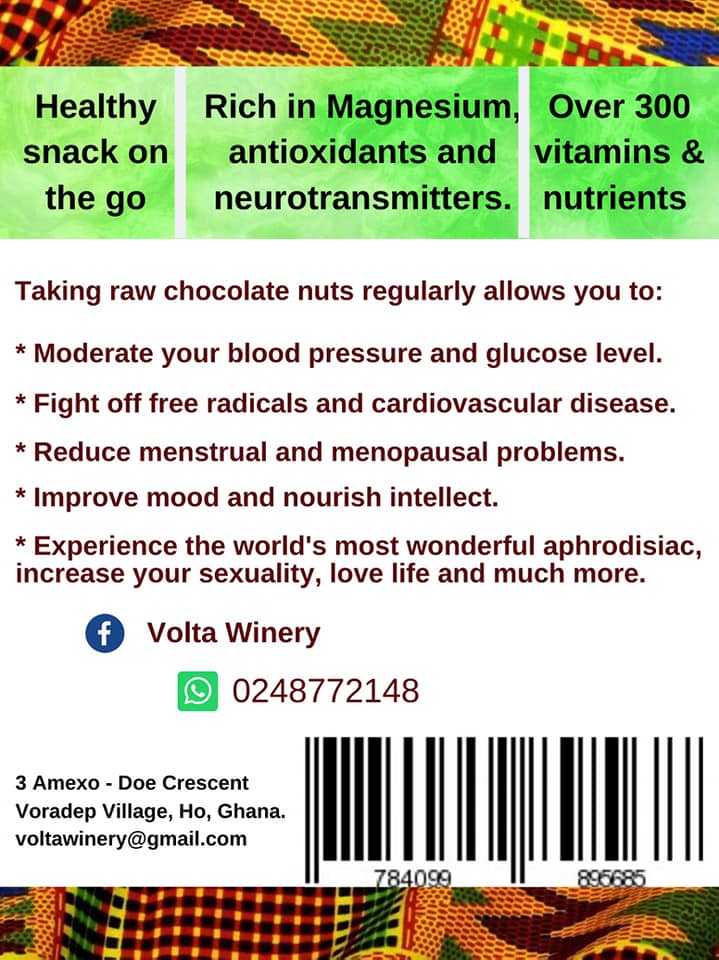 Healthy
snack on
the go
Rich in Magnesium,
antioxidants and
neurotransmitters.
Over 300
vitamins &
nutrients
Taking raw chocolate nuts regularly allows you to:
* Moderate your blood pressure and glucose level.
* Fight off free radicals and cardiovascular disease.
* Reduce menstrual and menopausal problems.
* Improve mood and nourish intellect.
* Experience the world's most wonderful aphrodisiac,
increase your sexuality, love life and much more.
Volta Winery
0248772148
3 Amexo - Doe Crescent
Voradep Village, Ho, Ghana.
voltawinery@gmail.com
784099 895685